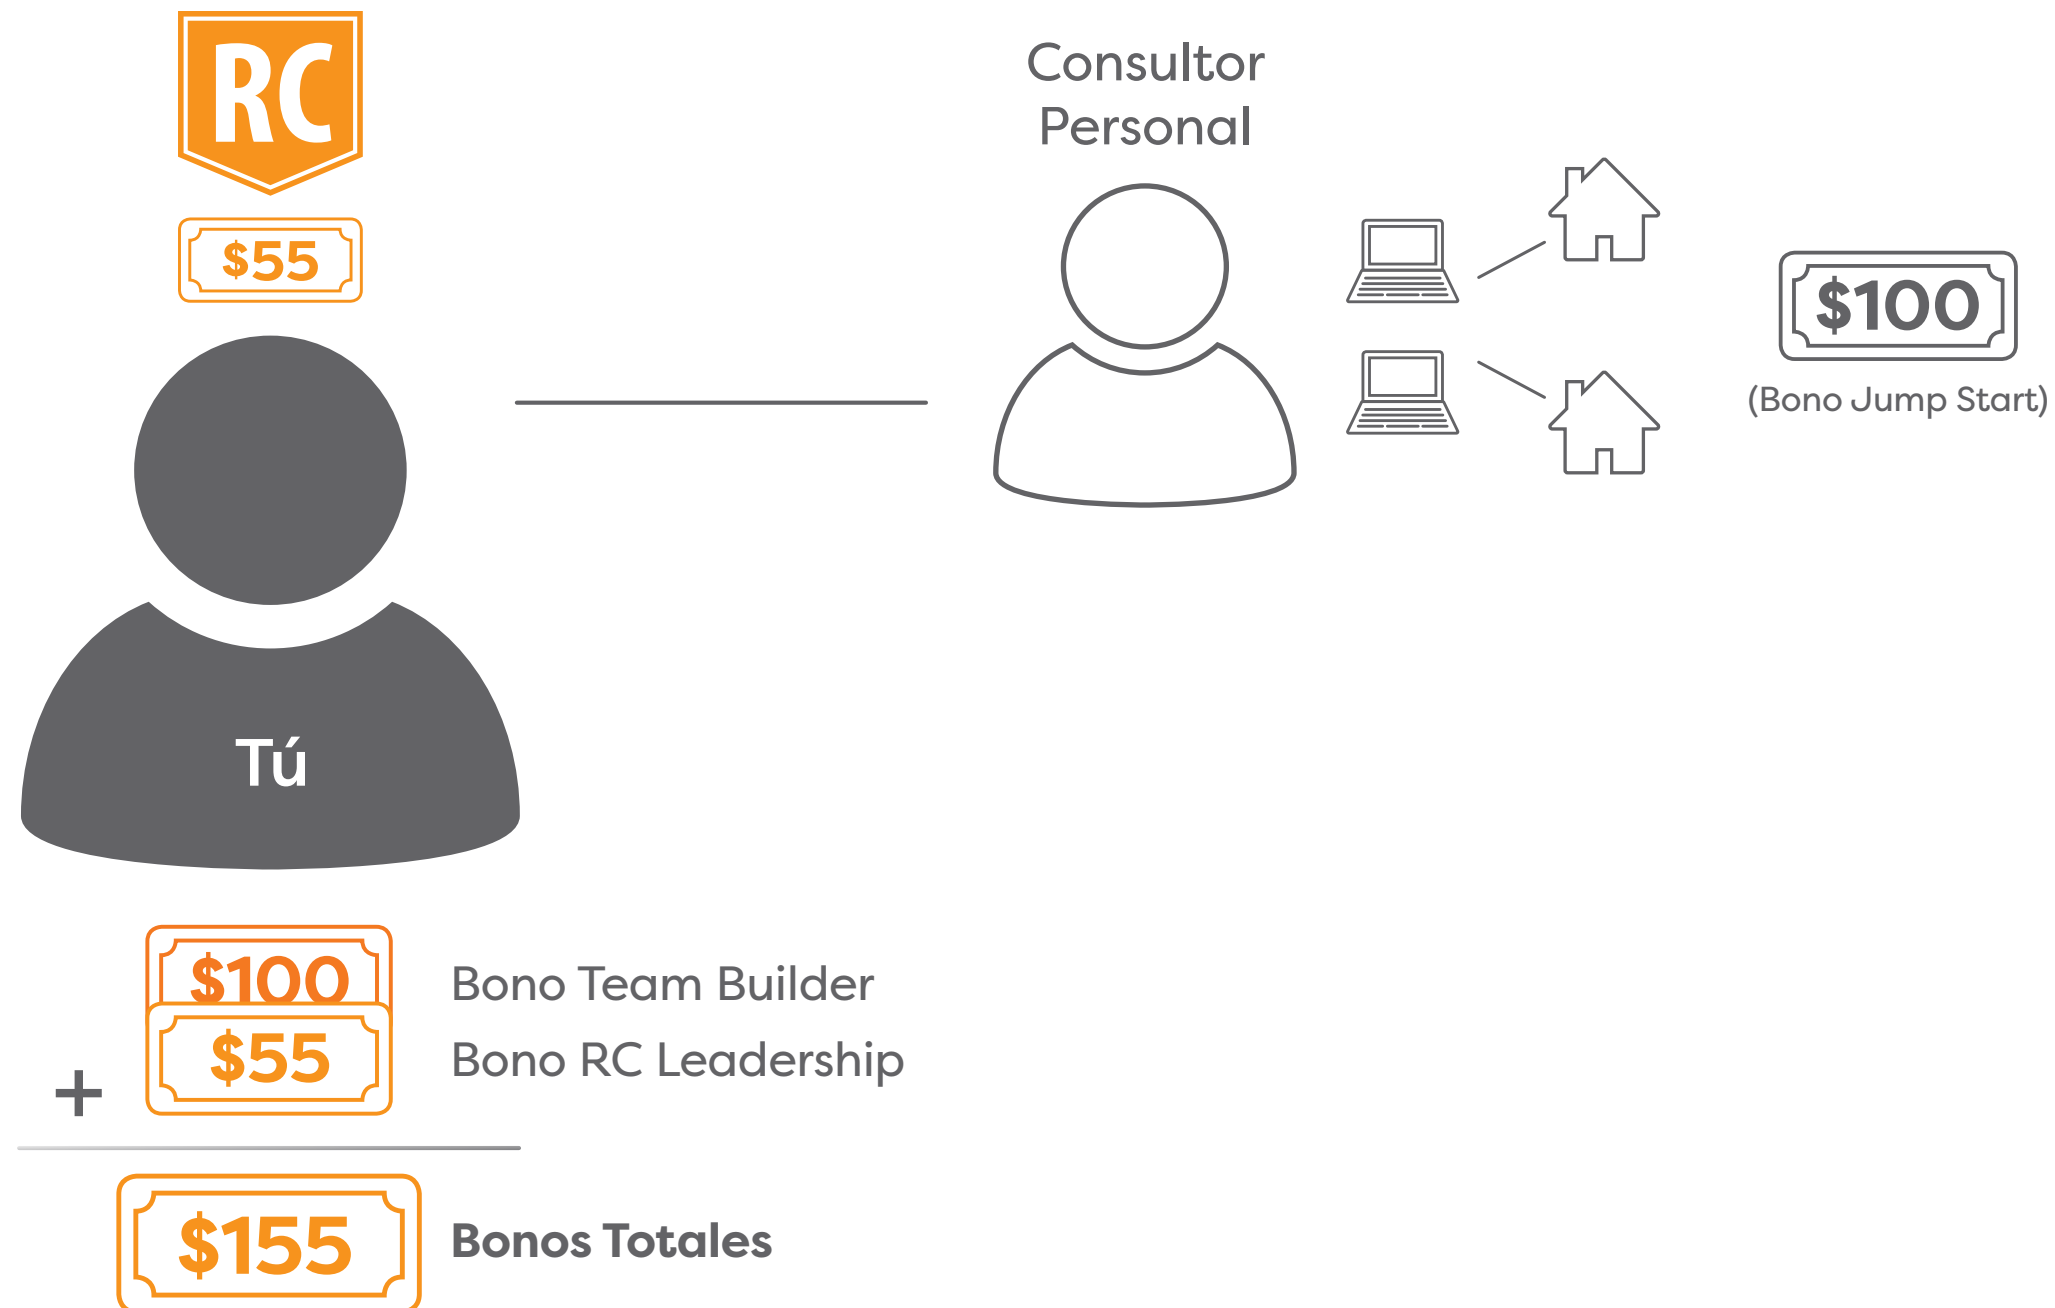 RC
$55
Tú
Consultor
Personal
$100
(Bono Jump Start)
$100
Bono Team Builder
$55
Bono RC Leadership
+
$155
Bonos Totales